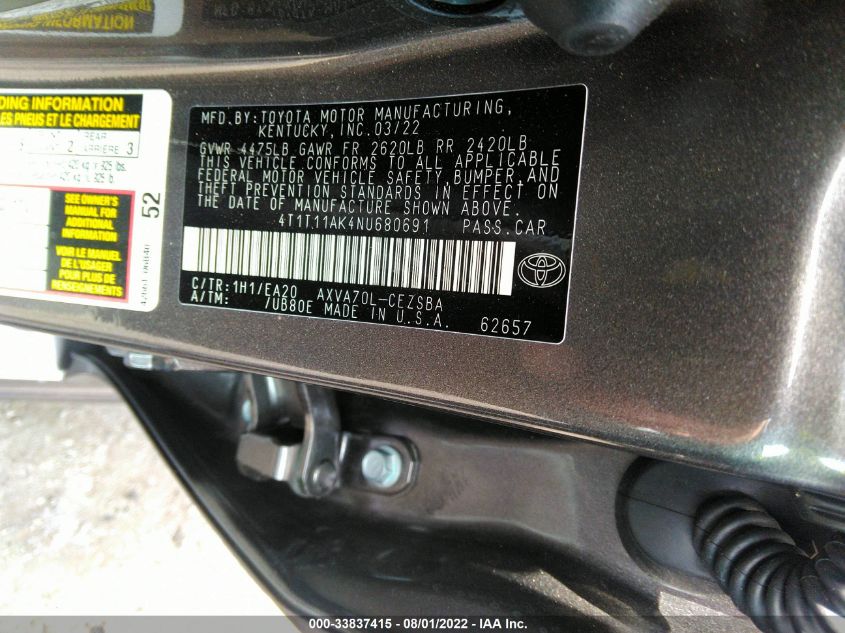 DING INFORMATION
LES PNEUS ET LE CHARGEMENT
REAR
2
3
SEE OWNER'S
MANUAL FOR
ADDITIONAL
INFORMATION
VOIR LE MANUEL
DE L'USAGER
POUR PLUS DE
RENSEIGNEMENTS
52
MFD.BY:TOYOTA MOTOR MANUFACTURING,
KENTUCKY, INC.03/22
GVWR 4475LB GAWR FR 2620LB RR 2420LB
THIS VEHICLE CONFORMS TO ALL APPLICABLE
FEDERAL MOTOR VEHICLE SAFETY,BUMPER,AND
THEFT PREVENTION STANDARDS IN EFFECT ON
THE DATE OF MANUFACTURE SHOWN ABOVE.
4T1T11AK4NU680691 PASS.CAR
C/TR:1H1/EA20 AXVA70L-CEZSBA
A/TM: /UB80E MADE IN U.S.A. 62657
000-33837415 - 08/01/2022 - IAA Inc.